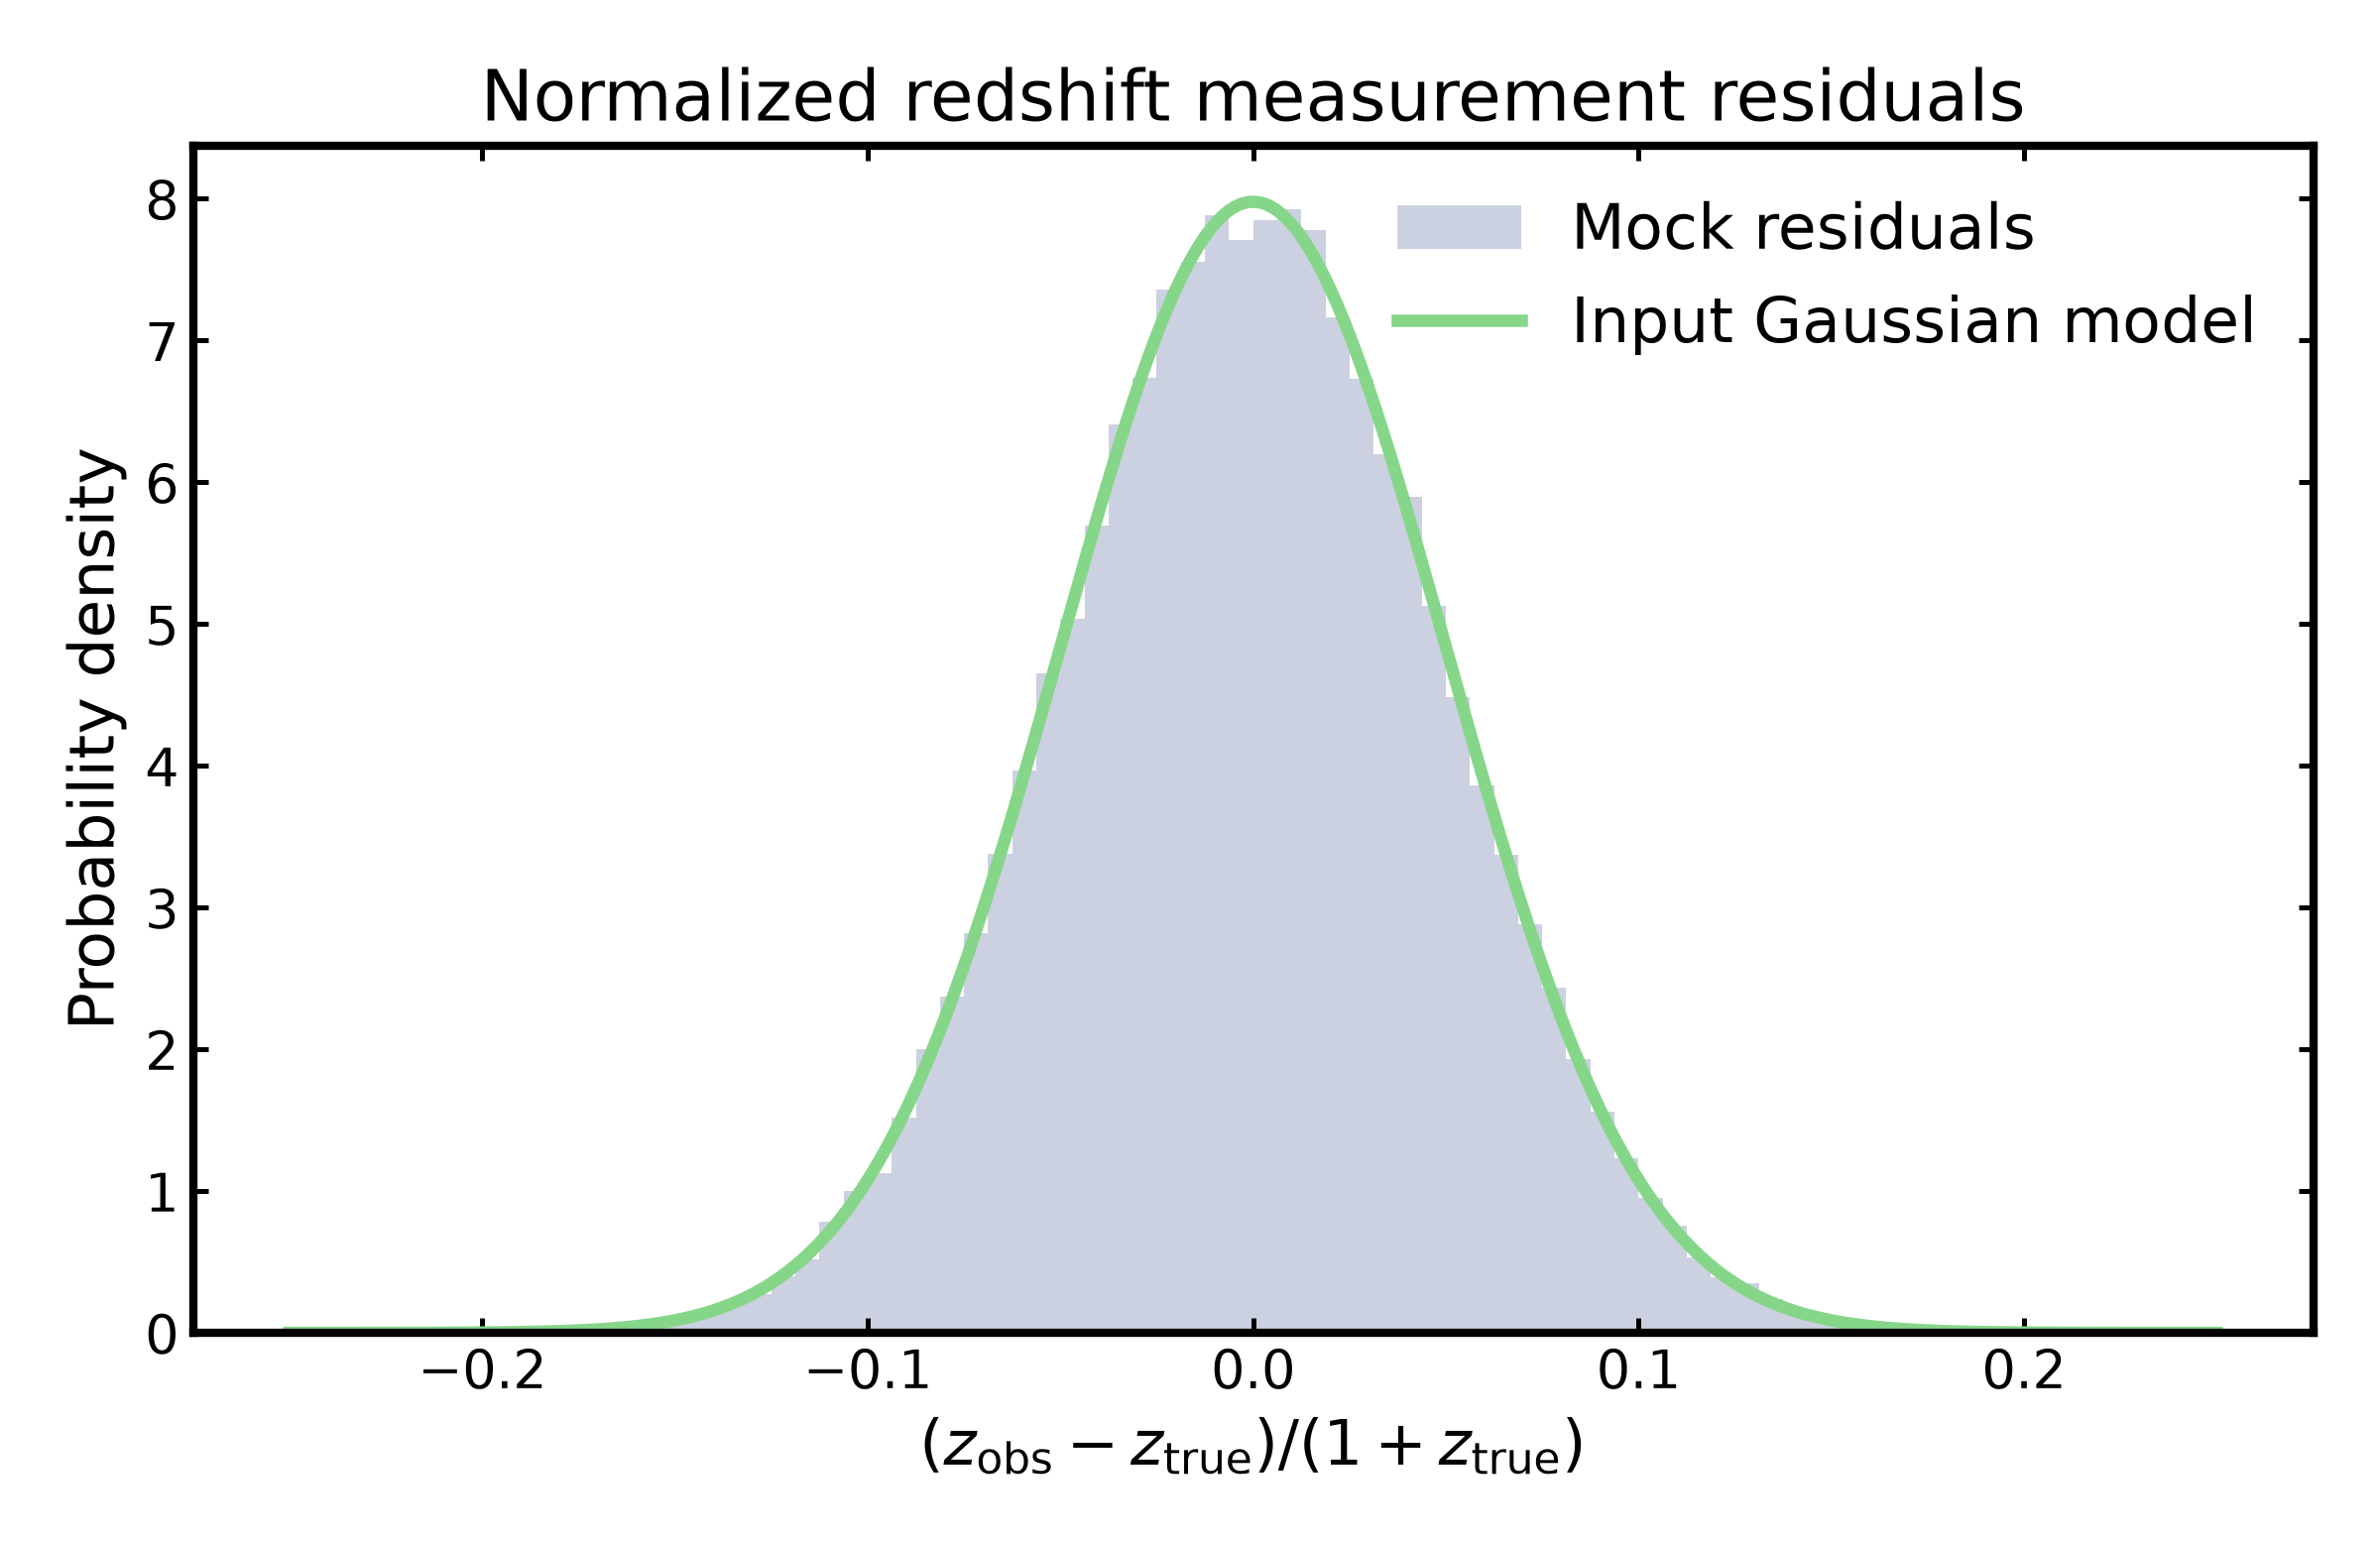 Normalized redshift measurement residuals
Mock residuals
Input Gaussian model
Probability density
8
7
6
5
4
3
2
1
0
−0.2 −0.1 0.0 0.1 0.2
(z_obs − z_true)/(1 + z_true)